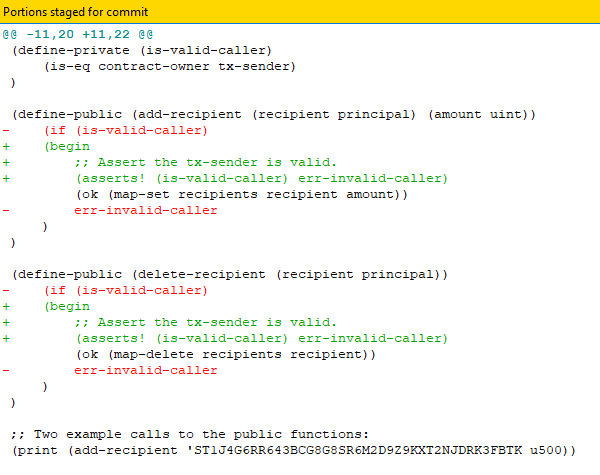 Portions staged for commit
@@ -11,20 +11,22 @@
 (define-private (is-valid-caller)
     (is-eq contract-owner tx-sender)
 )

 (define-public (add-recipient (recipient principal) (amount uint))
-    (if (is-valid-caller)
+    (begin
+        ;; Assert the tx-sender is valid.
+        (asserts! (is-valid-caller) err-invalid-caller)
         (ok (map-set recipients recipient amount))
-        err-invalid-caller
     )
 )

 (define-public (delete-recipient (recipient principal))
-    (if (is-valid-caller)
+    (begin
+        ;; Assert the tx-sender is valid.
+        (asserts! (is-valid-caller) err-invalid-caller)
         (ok (map-delete recipients recipient))
-        err-invalid-caller
     )
 )

 ;; Two example calls to the public functions:
 (print (add-recipient 'ST1J4G6RR643BCG8G8SR6M2D9Z9KXT2NJDRK3FBTK u500))